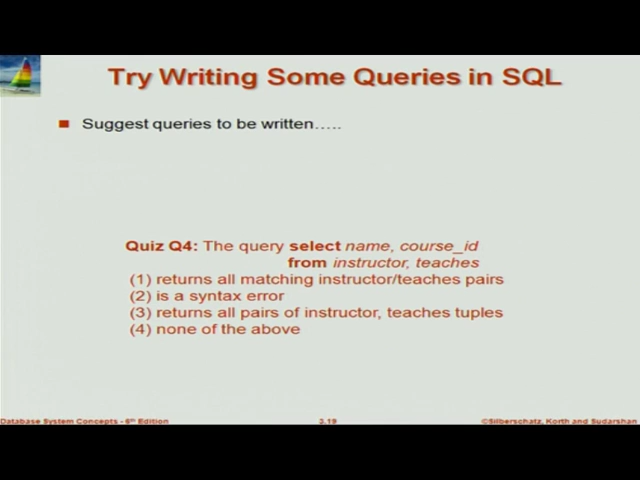 Try Writing Some Queries in SQL
Suggest queries to be written…..
Quiz Q4: The query select name, course_id
from instructor, teaches
(1) returns all matching instructor/teaches pairs
(2) is a syntax error
(3) returns all pairs of instructor, teaches tuples
(4) none of the above
Database System Concepts - 6th Edition
3.19
©Silberschatz, Korth and Sudarshan